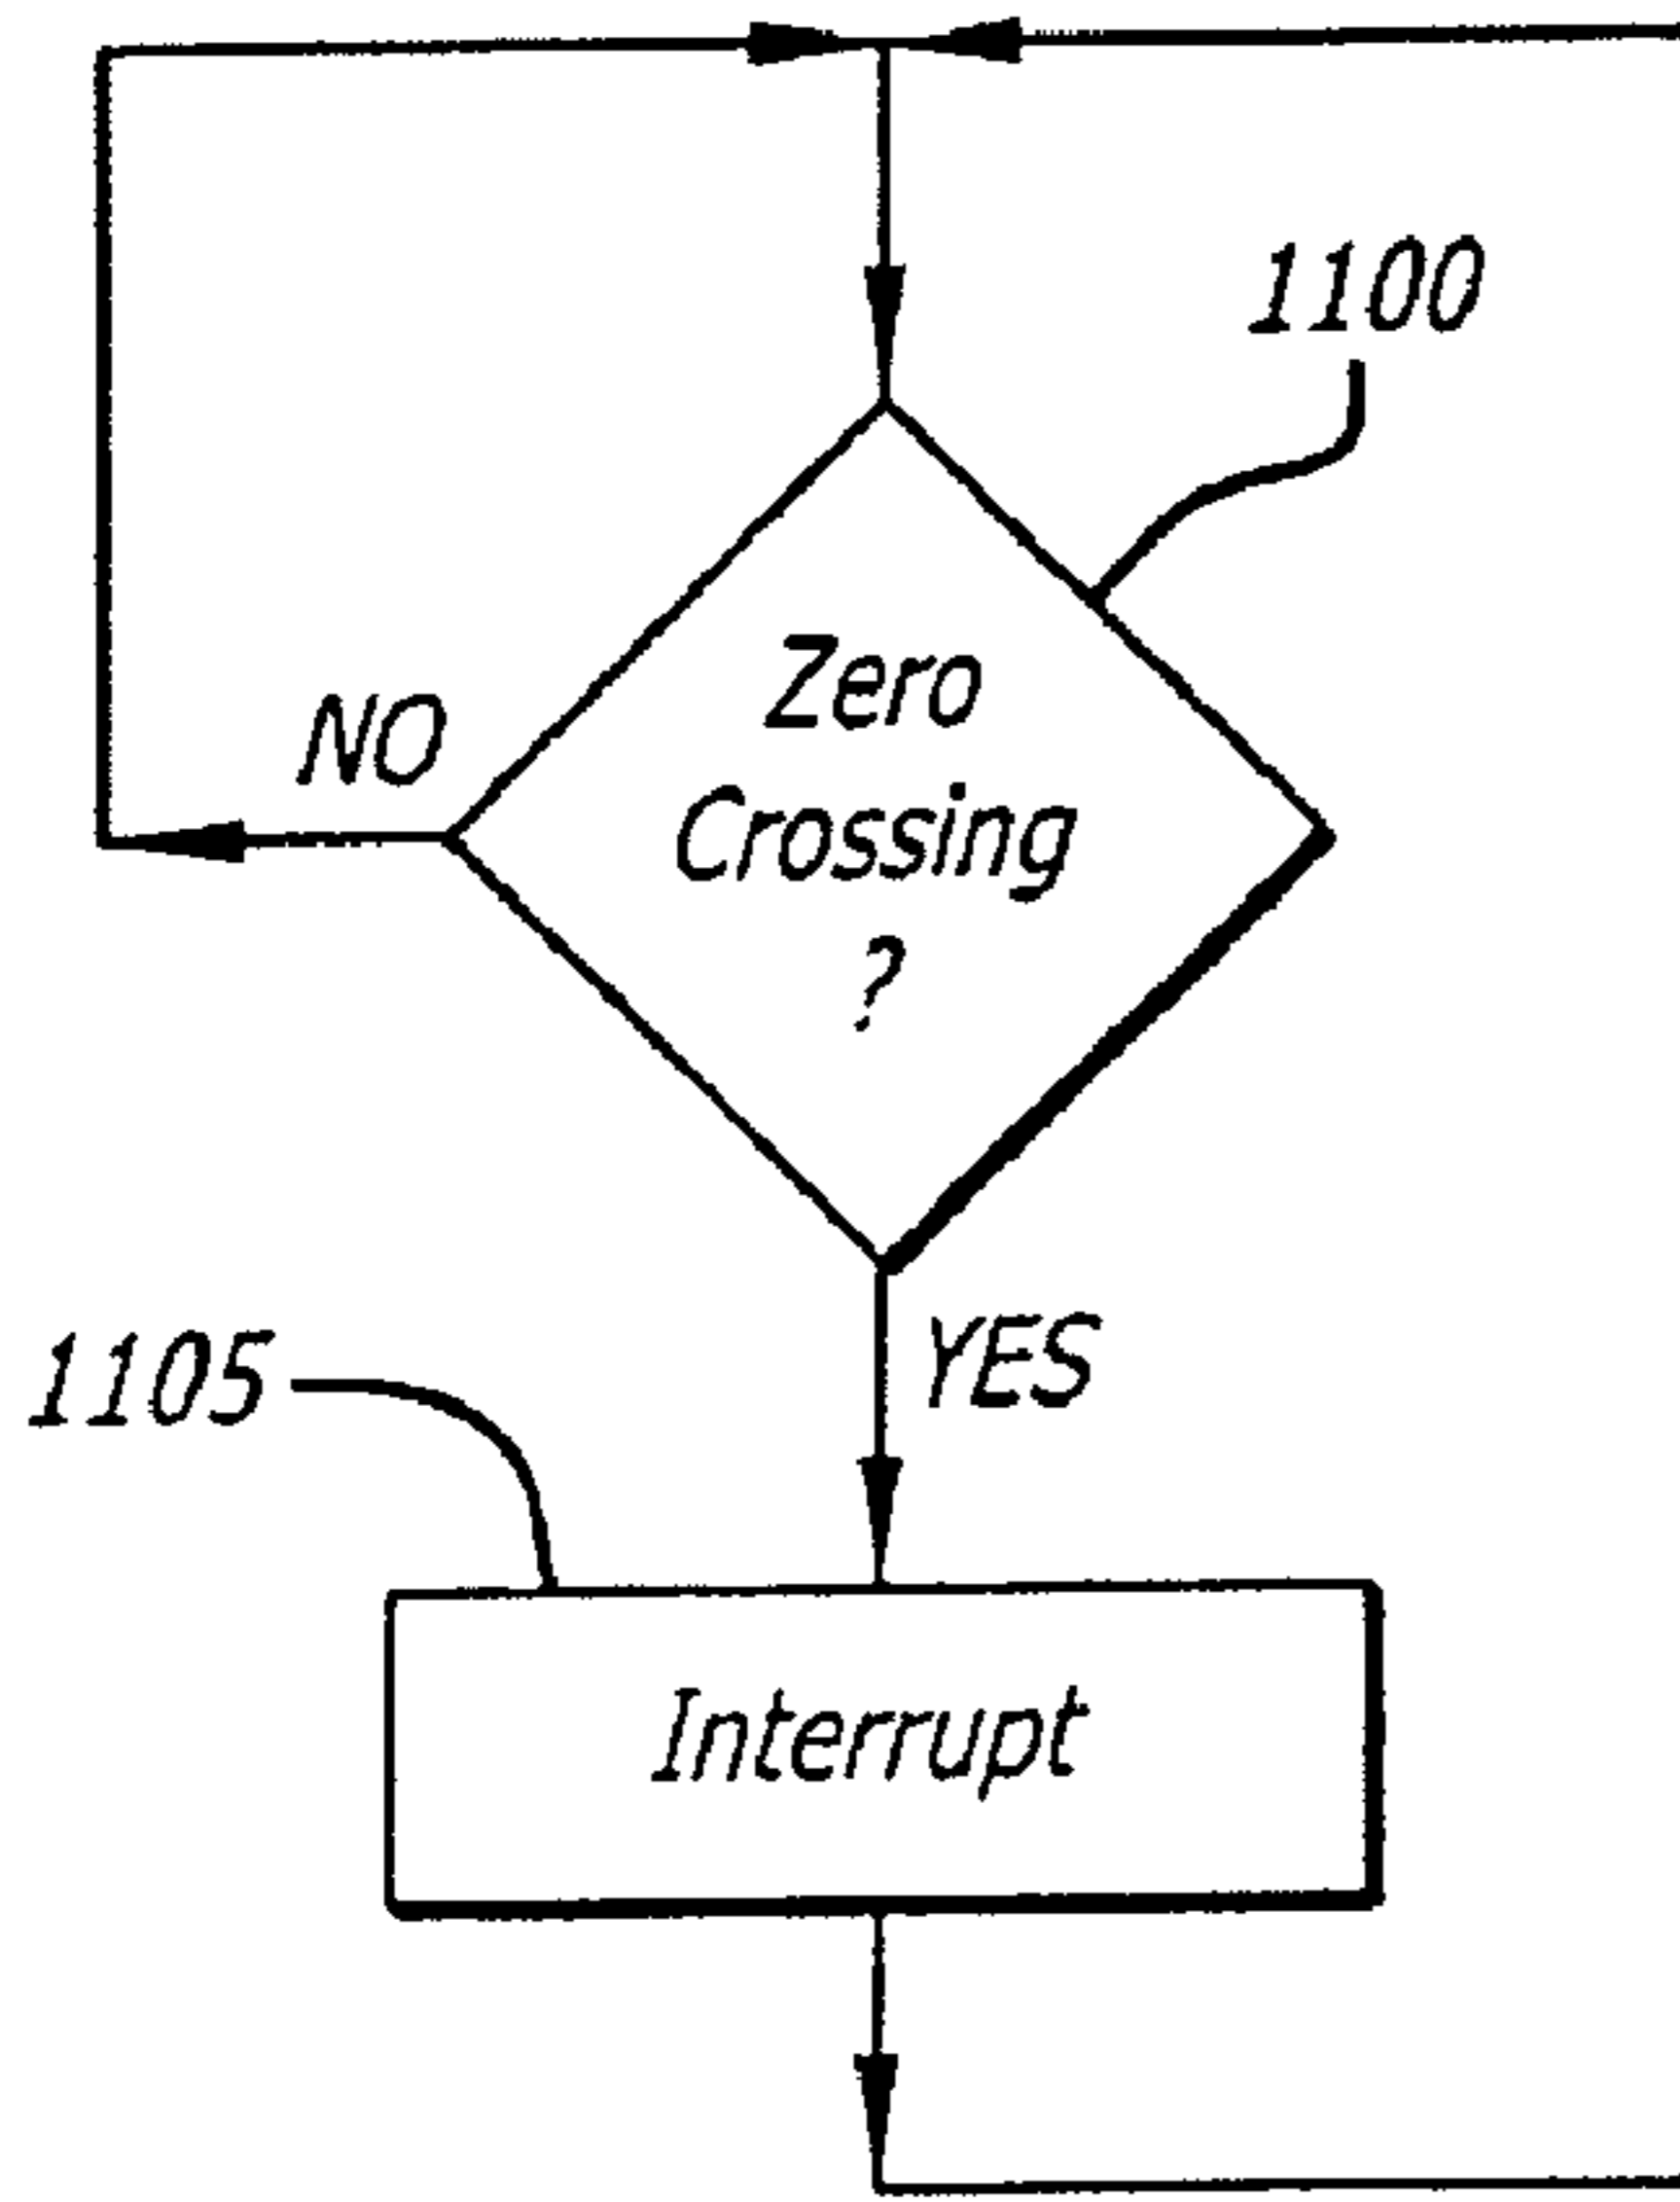 1100
NO
Zero
Crossing
?
YES
1105
Interrupt